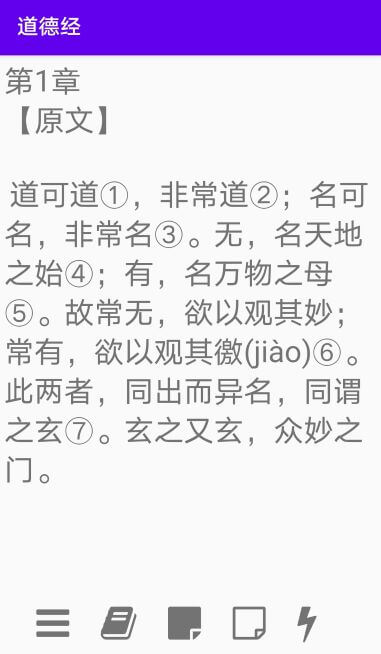 道德经
第1章
【原文】
道可道①，非常道②；名可
名，非常名③。无，名天地
之始④；有，名万物之母
⑤。故常无，欲以观其妙；
常有，欲以观其徼(jiào)⑥。
此两者，同出而异名，同谓
之玄⑦。玄之又玄，众妙之
门。